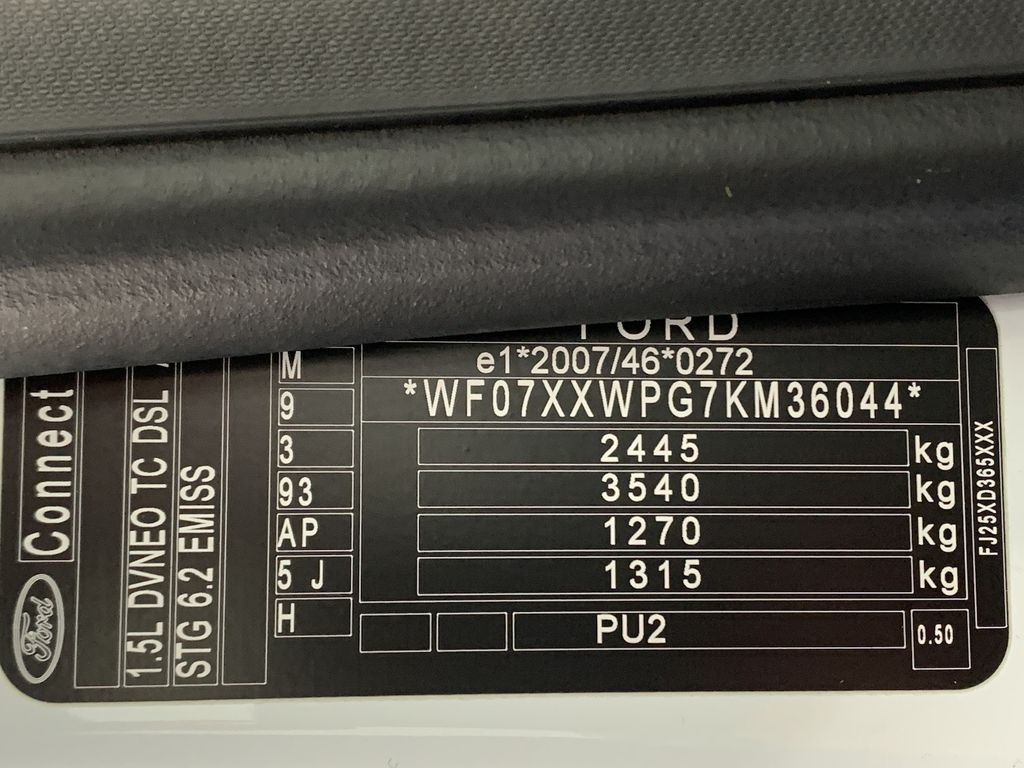 FORD
e1*2007/46*0272
*WF07XXWPG7KM36044*
2445 kg
3540 kg
1270 kg
1315 kg
PU2
0.50
M
9
3
93
AP
5 J
H
Connect
Ford
1.5L DVNEO TC DSL
STG 6.2 EMISS
FJ25XD365XXX